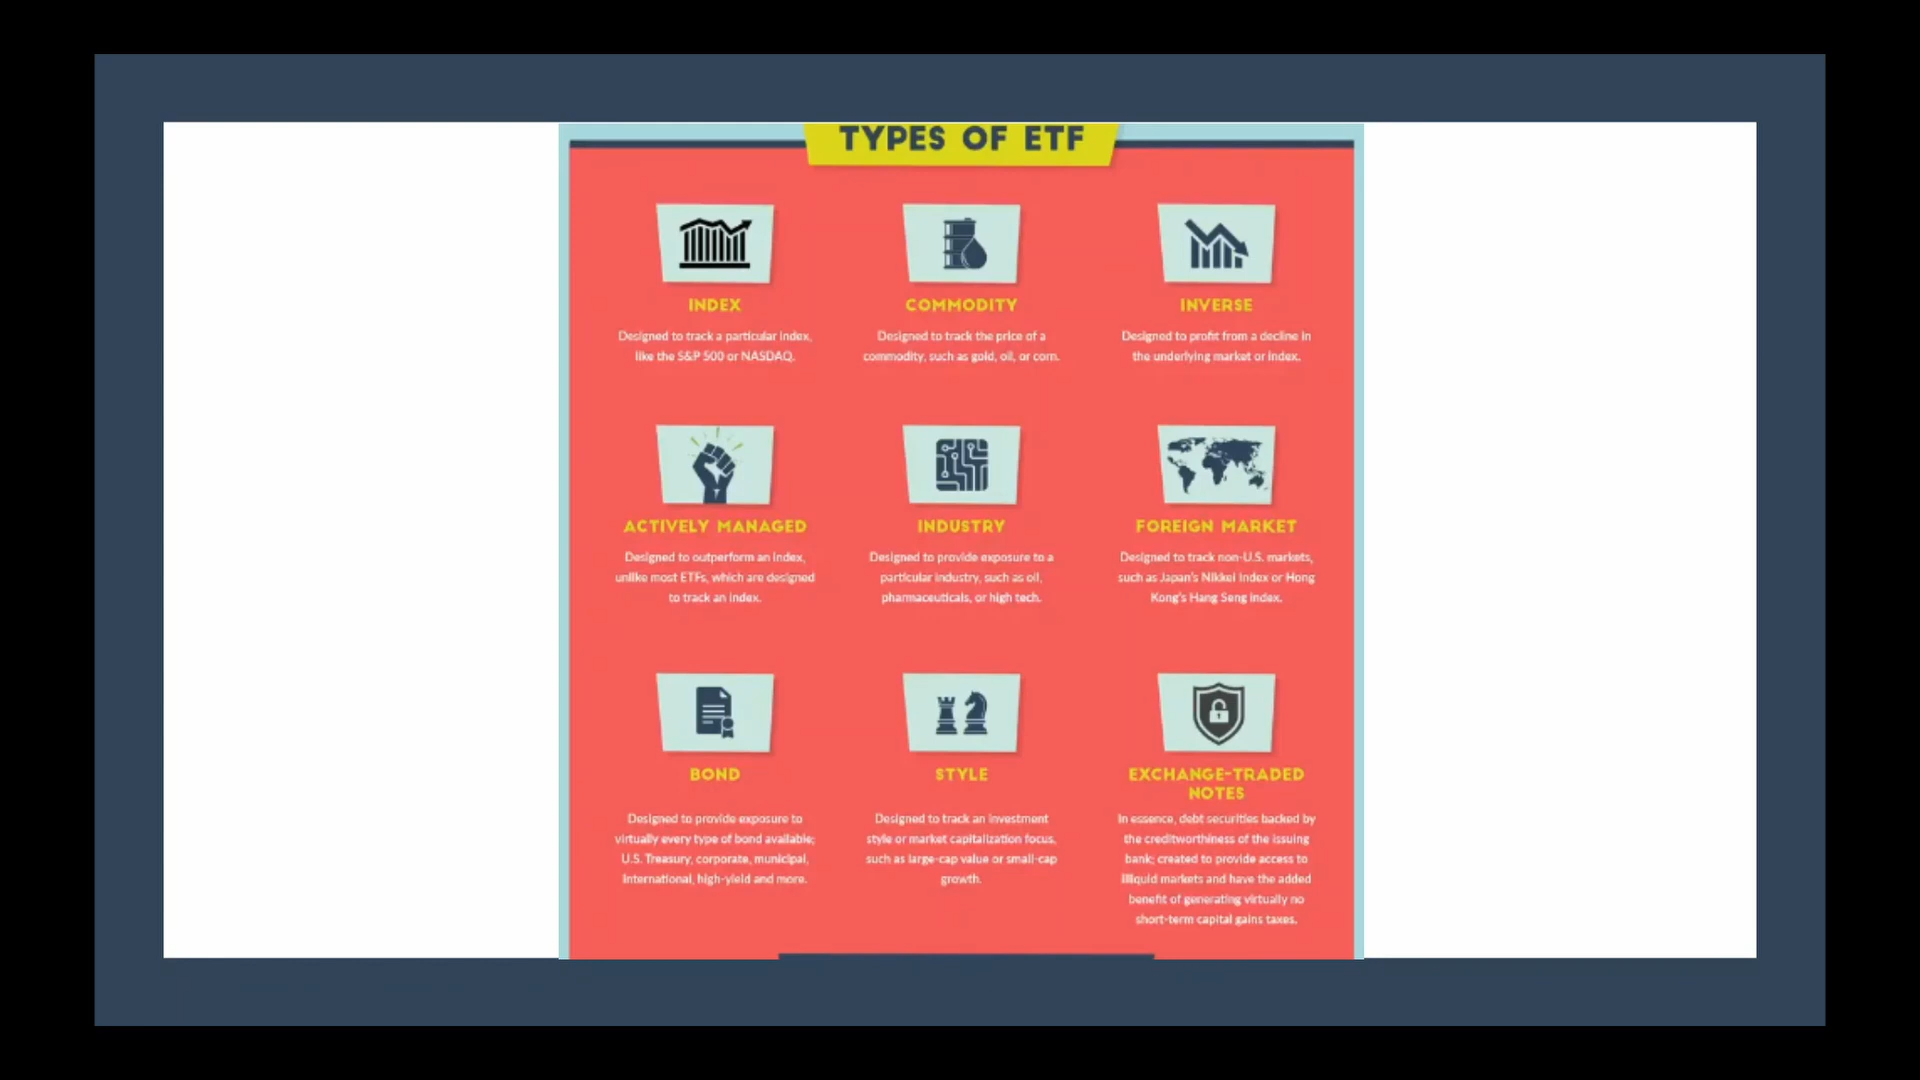 TYPES OF ETF
INDEX
Designed to track a particular index,
like the S&P 500 or NASDAQ.
COMMODITY
Designed to track the price of a
commodity, such as gold, oil, or corn.
INVERSE
Designed to profit from a decline in
the underlying market or index.
ACTIVELY MANAGED
Designed to outperform an index,
unlike most ETFs, which are designed
to track an index.
INDUSTRY
Designed to provide exposure to a
particular industry, such as oil,
pharmaceuticals, or high tech.
FOREIGN MARKET
Designed to track non-U.S. markets,
such as Japan's Nikkei Index or Hong
Kong's Hang Seng Index.
BOND
Designed to provide exposure to
virtually every type of bond available;
U.S. Treasury, corporate, municipal,
international, high-yield and more.
STYLE
Designed to track an investment
style or market capitalization focus,
such as large-cap value or small-cap
growth.
EXCHANGE-TRADED
NOTES
In essence, debt securities backed by
the creditworthiness of the issuing
bank; created to provide access to
illiquid markets and have the added
benefit of generating virtually no
short-term capital gains taxes.